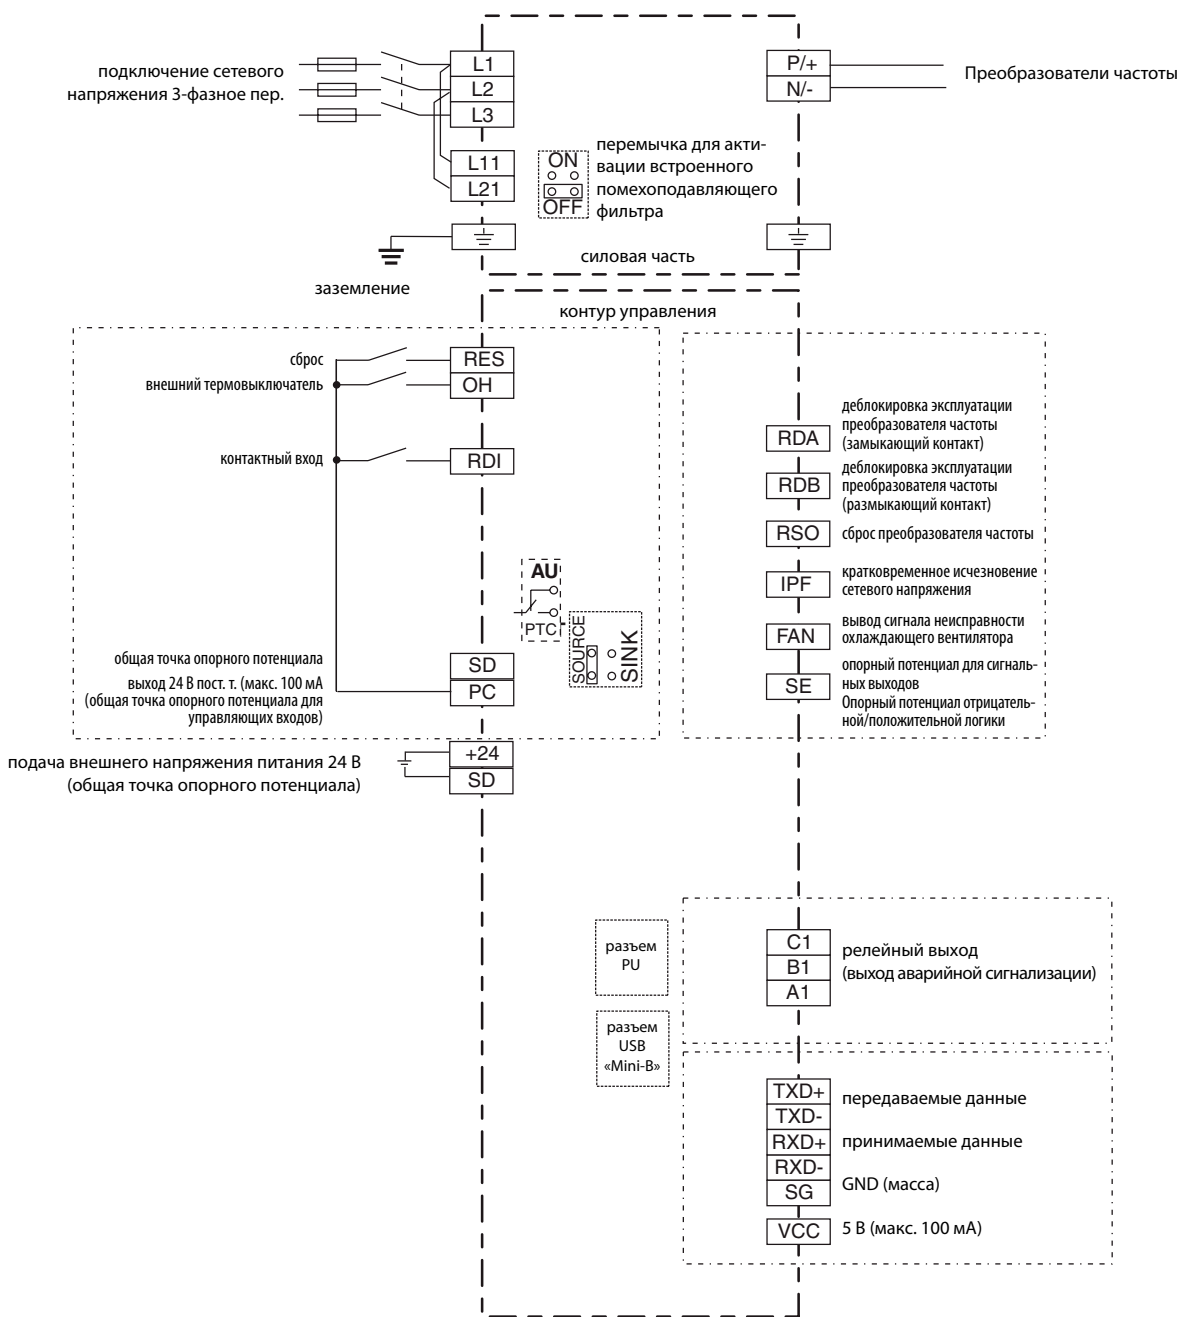 подключение сетевого
напряжения 3-фазное пер.
L1
L2
L3
L11
L21
P/+
N/-
Преобразователи частоты
ON
OFF
перемычка для акти-
вации встроенного
помехоподавляющего
фильтра
заземление
силовая часть
контур управления
сброс
RES
внешний термовыключатель
OH
контактный вход
RDI
AU
PTC
SOURCE
SINK
общая точка опорного потенциала
SD
выход 24 В пост. т. (макс. 100 мА
(общая точка опорного потенциала для
управляющих входов)
PC
подача внешнего напряжения питания 24 В
(общая точка опорного потенциала)
+24
SD
RDA
деблокировка эксплуатации
преобразователя частоты
(замыкающий контакт)
RDB
деблокировка эксплуатации
преобразователя частоты
(размыкающий контакт)
RSO
сброс преобразователя частоты
IPF
кратковременное исчезновение
сетевого напряжения
FAN
вывод сигнала неисправности
охлаждающего вентилятора
SE
опорный потенциал для сигналь-
ных выходов
Опорный потенциал отрицатель-
ной/положительной логики
разъем
PU
разъем
USB
«Mini-B»
C1
B1
A1
релейный выход
(выход аварийной сигнализации)
TXD+
TXD-
передаваемые данные
RXD+
RXD-
принимаемые данные
SG
GND (масса)
VCC
5 В (макс. 100 мА)